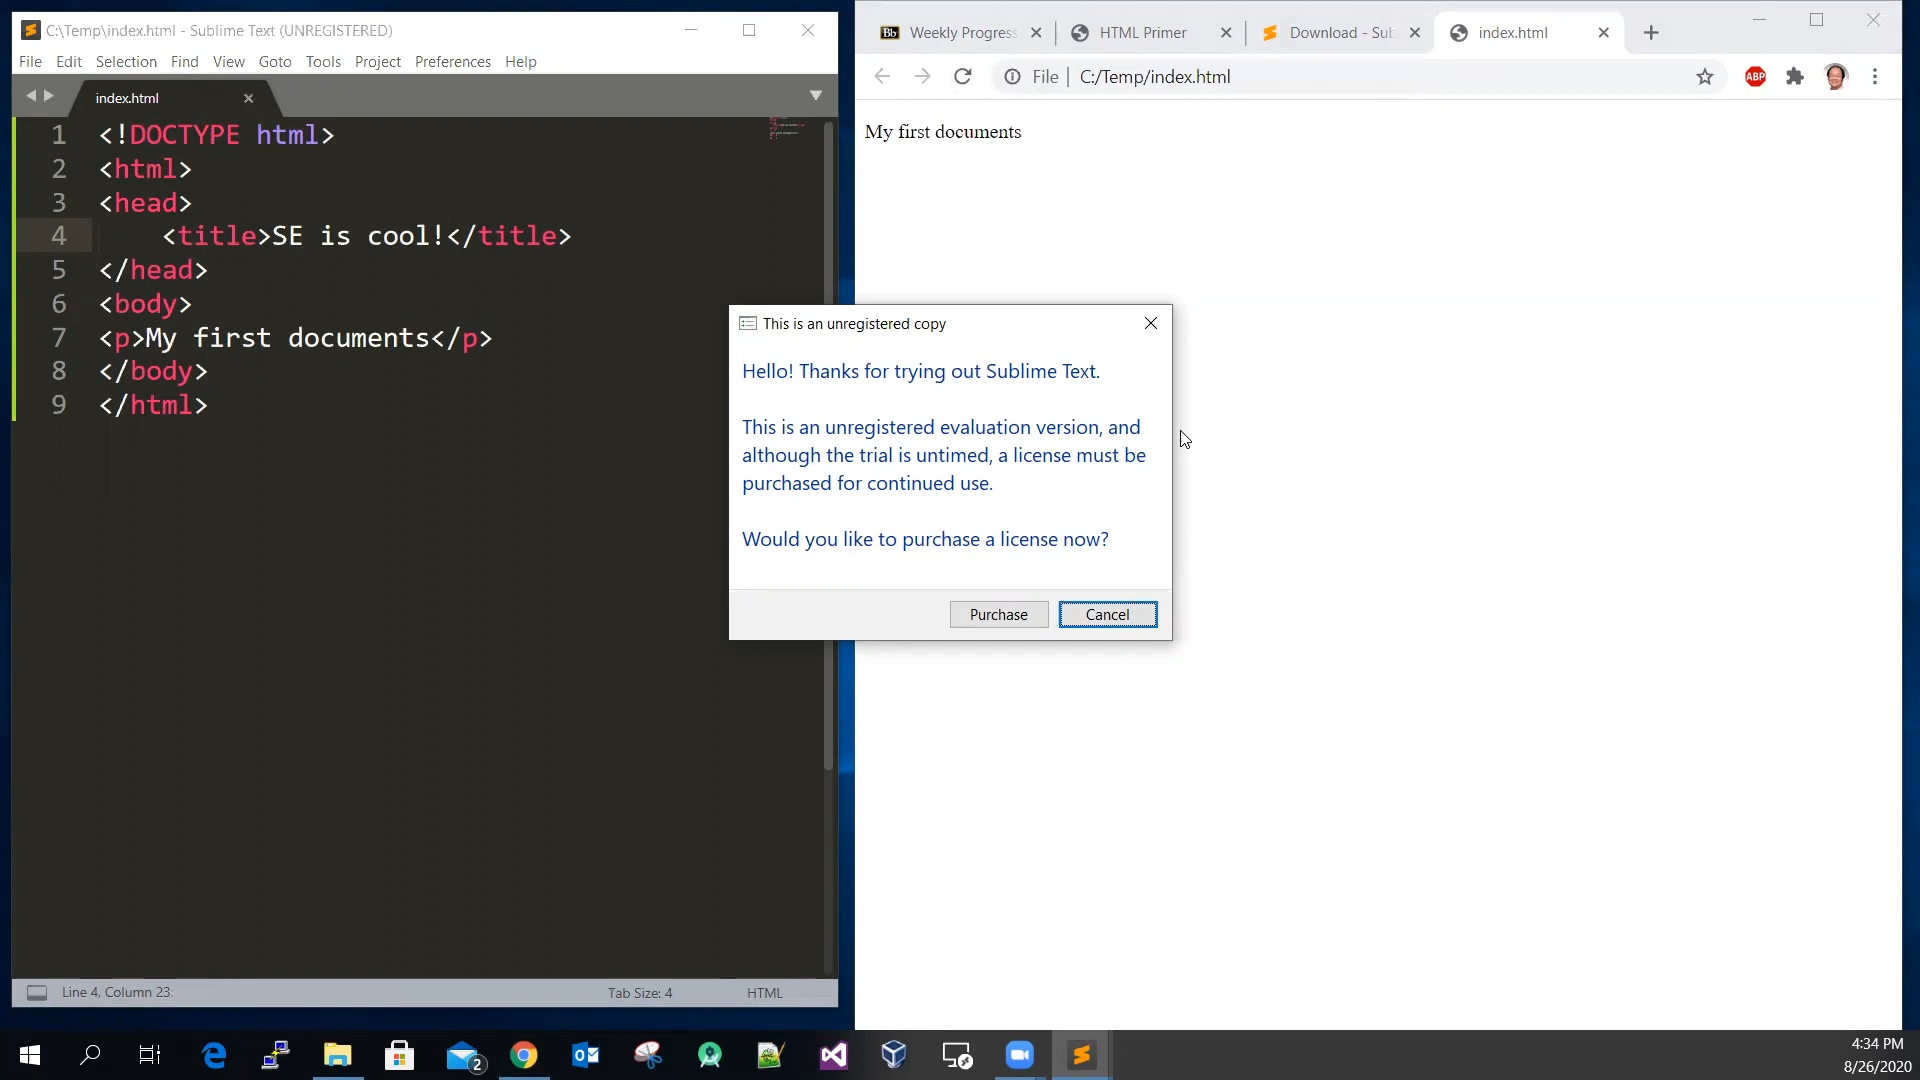 C:\Temp\index.html - Sublime Text (UNREGISTERED)
File Edit Selection Find View Goto Tools Project Preferences Help
index.html
1 <!DOCTYPE html>
2 <html>
3 <head>
4 <title>SE is cool!</title>
5 </head>
6 <body>
7 <p>My first documents</p>
8 </body>
9 </html>
Line 4, Column 23
Tab Size: 4
HTML
Bb Weekly Progress
HTML Primer
Download - Sub
index.html
File | C:/Temp/index.html
ABP
My first documents
This is an unregistered copy
Hello! Thanks for trying out Sublime Text.
This is an unregistered evaluation version, and
although the trial is untimed, a license must be
purchased for continued use.
Would you like to purchase a license now?
Purchase
Cancel
2
4:34 PM
8/26/2020